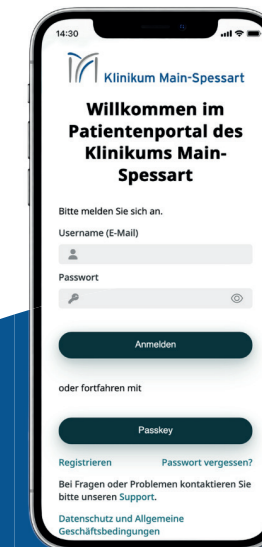 14:30
Klinikum Main-Spessart
Willkommen im
Patientenportal des
Klinikums Main-
Spessart
Bitte melden Sie sich an.
Username (E-Mail)
Passwort
Anmelden
oder fortfahren mit
Passkey
Registrieren Passwort vergessen?
Bei Fragen oder Problemen kontaktieren Sie
bitte unseren Support.
Datenschutz und Allgemeine
Geschäftsbedingungen